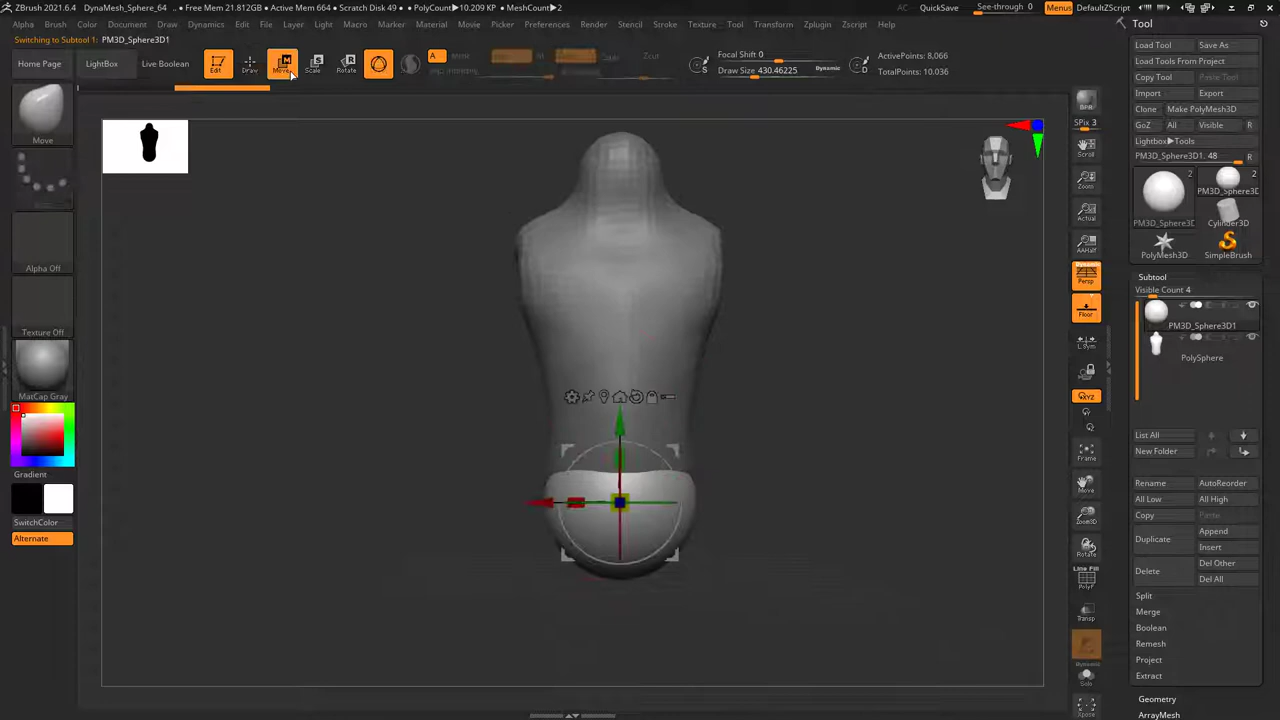 ZBrush 2021.6.4 DynaMesh_Sphere_64 .. • Free Mem 21.812GB • Active Mem 664 • Scratch Disk 49 • PolyCount▶10.209 KP • MeshCount▶2 AC QuickSave See-through 0 Menus DefaultZScript
Alpha Brush Color Document Draw Dynamics Edit File Layer Light Macro Marker Material Movie Picker Preferences Render Stencil Stroke Texture Tool Transform Zplugin Zscript Help
Switching to Subtool 1: PM3D_Sphere3D1
Home Page LightBox Live Boolean Edit Draw Move Scale Rotate A M
Focal Shift 0
Draw Size 430.46225 Dynamic
ActivePoints: 8,066
TotalPoints: 10,036
S D
Move
Alpha Off
Texture Off
MatCap Gray
Gradient
SwitchColor
Alternate
BPR
SPix 3
Scroll
Zoom
Actual
AAHalf
Dynamic
Persp
Floor
L.Sym
XYZ
Frame
Move
Zoom3D
Rotate
Line Fill
PolyF
Transp
Dynamic
Solo
Xpose
Tool
Load Tool Save As
Load Tools From Project
Copy Tool Paste Tool
Import Export
Clone Make PolyMesh3D
GoZ All Visible R
Lightbox▶Tools
PM3D_Sphere3D1. 48 R
2 2
PM3D_Sphere3D PM3D_Sphere3D
Cylinder3D
PolyMesh3D SimpleBrush
Subtool
Visible Count 4
PM3D_Sphere3D1
PolySphere
List All
New Folder
Rename AutoReorder
All Low All High
Copy Paste
Duplicate Append
Insert
Delete Del Other
Del All
Split
Merge
Boolean
Remesh
Project
Extract
Geometry
ArrayMesh